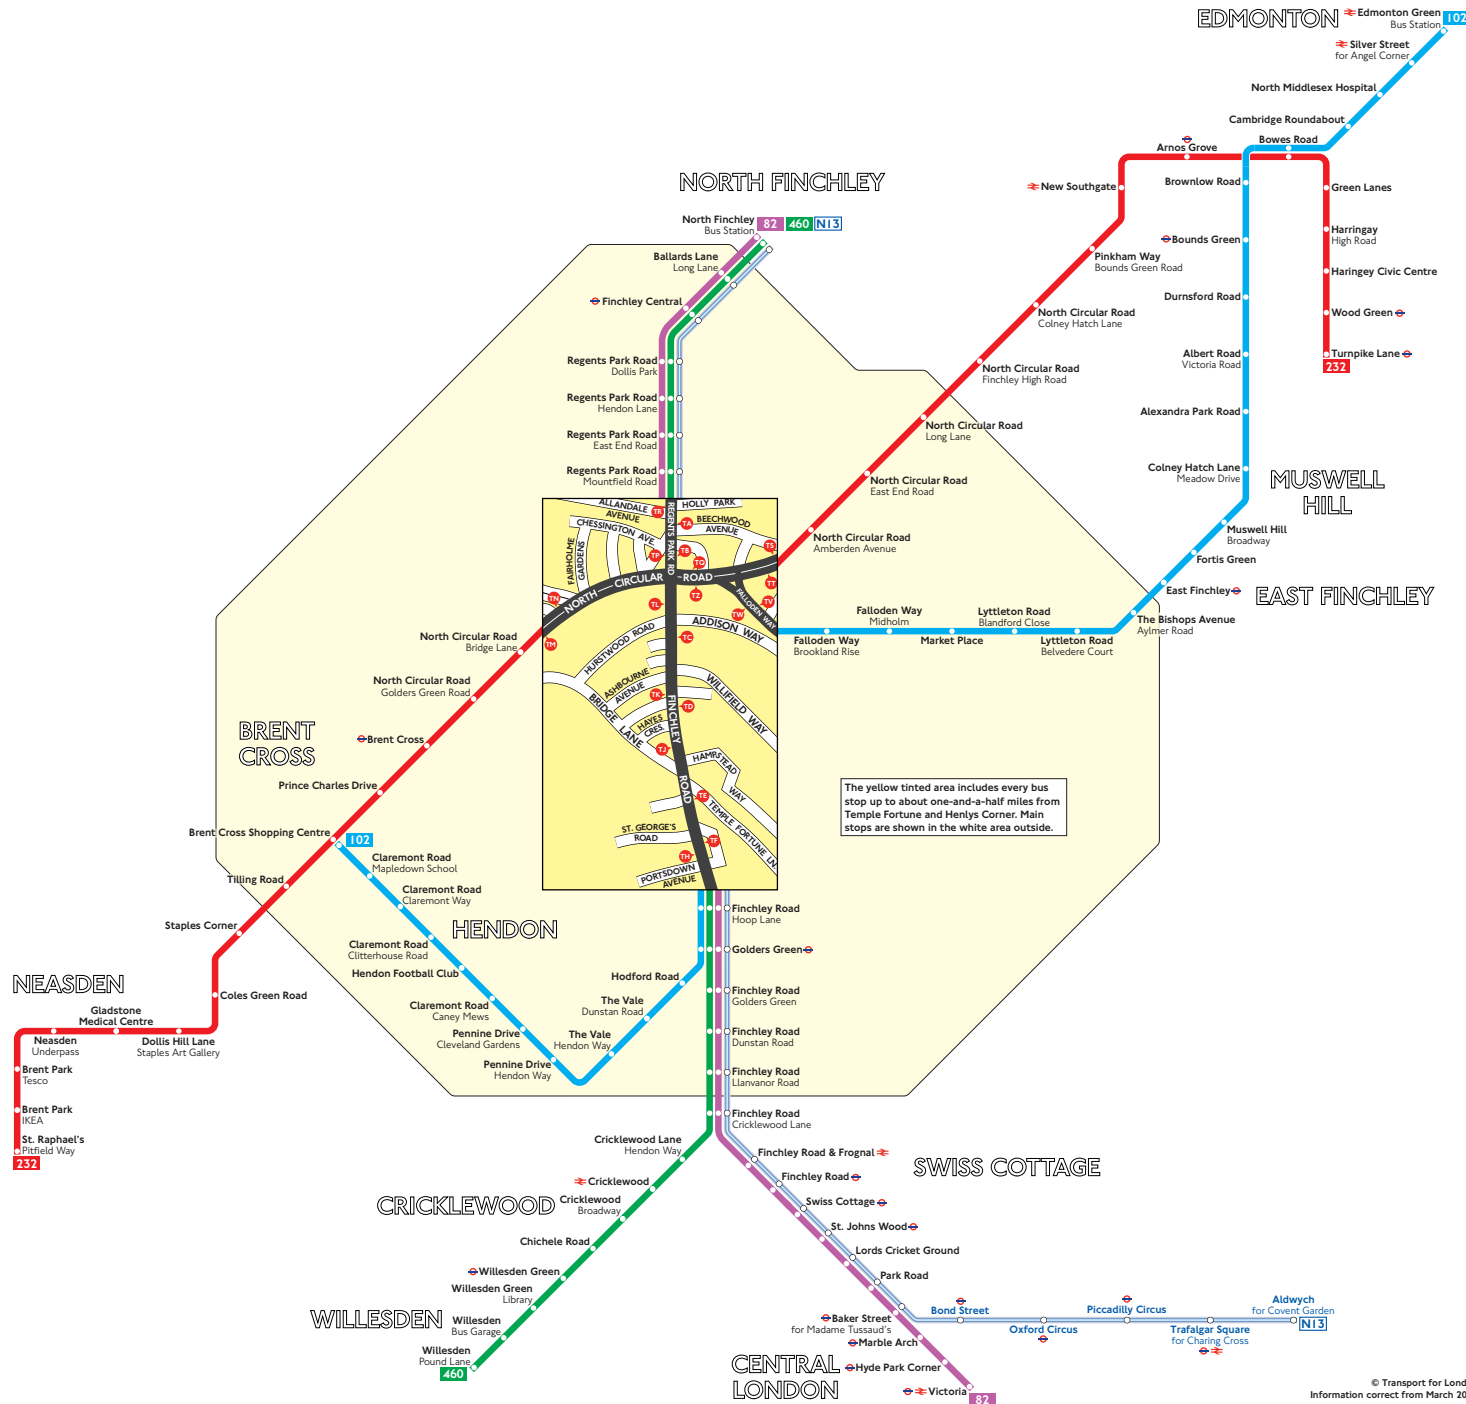 EDMONTON
Edmonton Green
Bus Station
102
Silver Street
for Angel Corner
North Middlesex Hospital
Cambridge Roundabout
Bowes Road
Arnos Grove
New Southgate
Brownlow Road
Green Lanes
NORTH FINCHLEY
North Finchley
Bus Station
82
460
N13
Bounds Green
Harringay
High Road
Ballards Lane
Long Lane
Pinkham Way
Bounds Green Road
Haringey Civic Centre
Finchley Central
Durnsford Road
North Circular Road
Colney Hatch Lane
Wood Green
Regents Park Road
Dollis Park
North Circular Road
Finchley High Road
Albert Road
Victoria Road
Turnpike Lane
232
Regents Park Road
Hendon Lane
Alexandra Park Road
Regents Park Road
East End Road
North Circular Road
Long Lane
Regents Park Road
Mountfield Road
North Circular Road
East End Road
Colney Hatch Lane
Meadow Drive
MUSWELL
HILL
North Circular Road
Amberden Avenue
Muswell Hill
Broadway
Fortis Green
East Finchley
EAST FINCHLEY
The Bishops Avenue
Aylmer Road
ALLANDALE
AVENUE
HOLLY PARK
REGENTS PARK RD
TR
TA
BEECHWOOD
AVENUE
CHESSINGTON AVE.
FAIRHOLME
GARDENS
TP
TB
TQ
TS
TT
NORTH
CIRCULAR
ROAD
FALLODEN WAY
TN
TL
TZ
TV
TW
TM
ADDISON WAY
HURSTWOOD ROAD
TC
ASHBOURNE
AVENUE
TK
TD
WILLIFIELD WAY
BRIDGE LANE
HAYES
CRES.
FINCHLEY
ROAD
TJ
HAMPSTEAD
WAY
TE
TEMPLE FORTUNE LN.
ST. GEORGE'S
ROAD
TF
TH
PORTSDOWN
AVENUE
Falloden Way
Brookland Rise
Falloden Way
Midholm
Market Place
Lyttleton Road
Blandford Close
Lyttleton Road
Belvedere Court
North Circular Road
Bridge Lane
North Circular Road
Golders Green Road
BRENT
CROSS
Brent Cross
Prince Charles Drive
Brent Cross Shopping Centre
102
The yellow tinted area includes every bus
stop up to about one-and-a-half miles from
Temple Fortune and Henlys Corner. Main
stops are shown in the white area outside.
Claremont Road
Mapledown School
Tilling Road
Claremont Road
Claremont Way
Staples Corner
HENDON
Claremont Road
Clitterhouse Road
Hendon Football Club
Claremont Road
Caney Mews
Pennine Drive
Cleveland Gardens
Pennine Drive
Hendon Way
The Vale
Hendon Way
The Vale
Dunstan Road
Hodford Road
NEASDEN
Coles Green Road
Gladstone
Medical Centre
Neasden
Underpass
Dollis Hill Lane
Staples Art Gallery
Brent Park
Tesco
Brent Park
IKEA
St. Raphael's
Pitfield Way
232
Finchley Road
Hoop Lane
Golders Green
Finchley Road
Golders Green
Finchley Road
Dunstan Road
Finchley Road
Llanvanor Road
Finchley Road
Cricklewood Lane
Cricklewood Lane
Hendon Way
Cricklewood
CRICKLEWOOD
Cricklewood
Broadway
Chichele Road
Willesden Green
Willesden Green
Library
WILLESDEN
Willesden
Bus Garage
Willesden
Pound Lane
460
Finchley Road & Frognal
SWISS COTTAGE
Finchley Road
Swiss Cottage
St. Johns Wood
Lords Cricket Ground
Park Road
Baker Street
for Madame Tussaud's
Marble Arch
Hyde Park Corner
CENTRAL
LONDON
Victoria
82
Bond Street
Oxford Circus
Piccadilly Circus
Trafalgar Square
for Charing Cross
Aldwych
for Covent Garden
N13
© Transport for Lond
Information correct from March 20